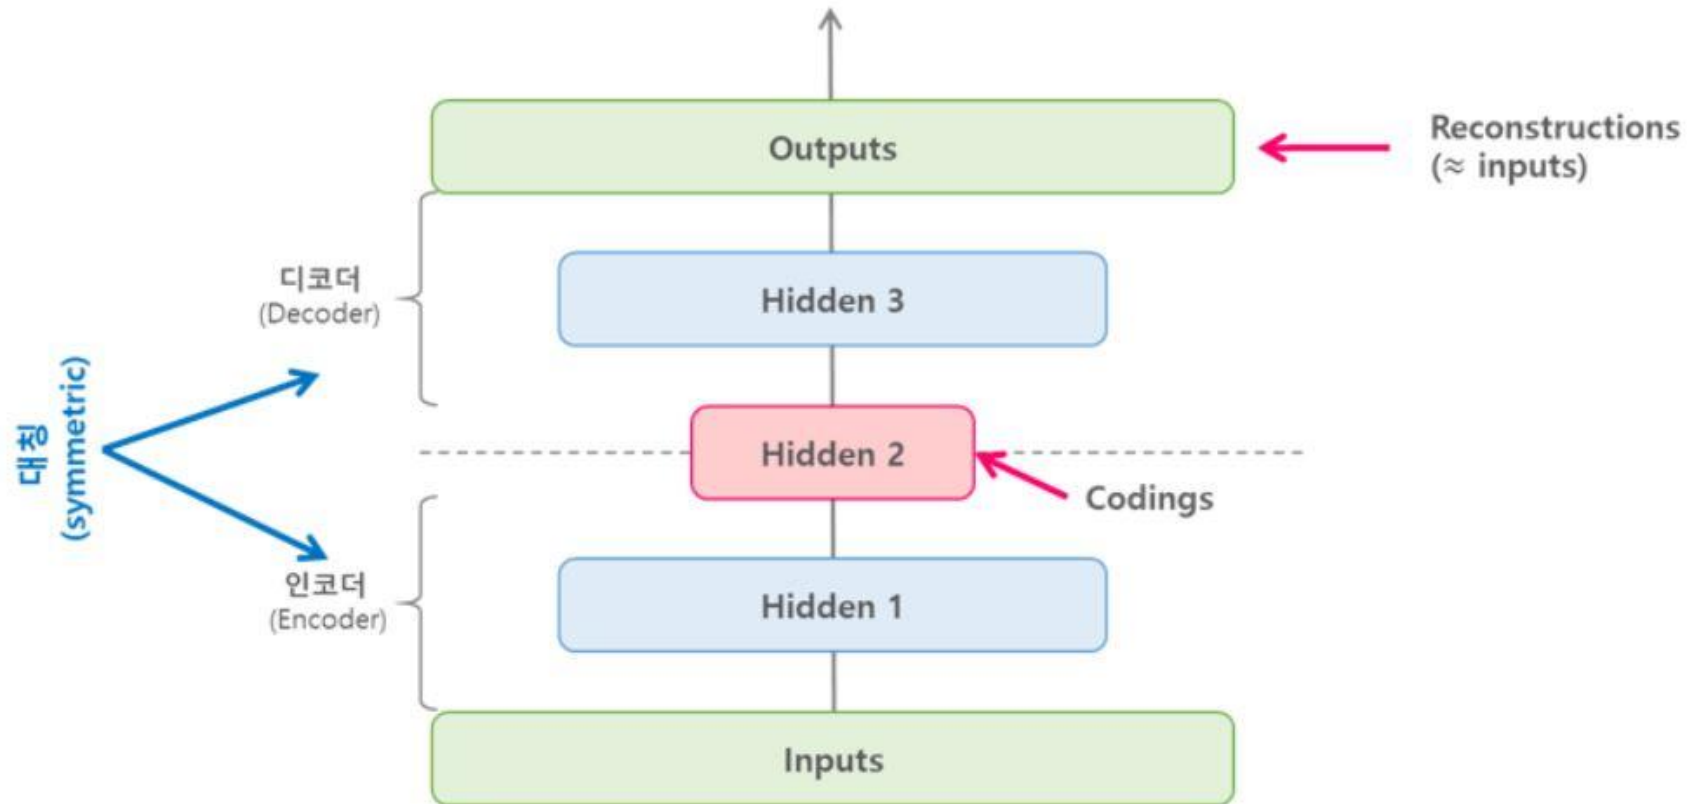 Outputs
Reconstructions
(≈ inputs)
디코더
(Decoder)
Hidden 3
대칭
(symmetric)
Hidden 2
Codings
인코더
(Encoder)
Hidden 1
Inputs